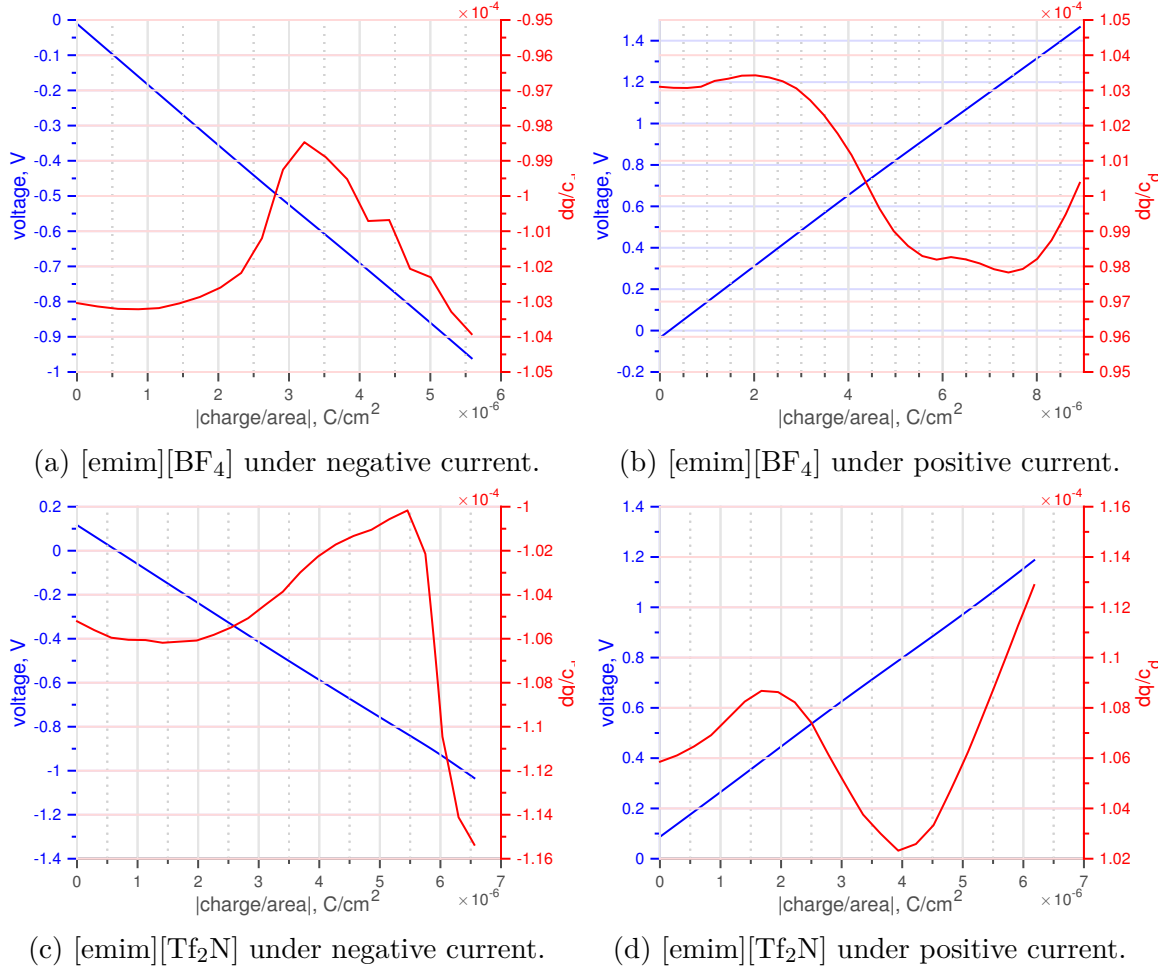 ×10⁻⁴ ×10⁻⁴
0 -0.1 -0.2 -0.3 -0.4 -0.5 -0.6 -0.7 -0.8 -0.9 -1
voltage, V
-0.95 -0.96 -0.97 -0.98 -0.99 -1 -1.01 -1.02 -1.03 -1.04 -1.05
dq/c_d
0 1 2 3 4 5 6
|charge/area|, C/cm² ×10⁻⁶
1.4 1.2 1 0.8 0.6 0.4 0.2 0 -0.2
voltage, V
1.05 1.04 1.03 1.02 1.01 1 0.99 0.98 0.97 0.96 0.95
dq/c_d
0 2 4 6 8
|charge/area|, C/cm² ×10⁻⁶
(a) [emim][BF₄] under negative current.
(b) [emim][BF₄] under positive current.
×10⁻⁴ ×10⁻⁴
0.2 0 -0.2 -0.4 -0.6 -0.8 -1 -1.2 -1.4
voltage, V
-1 -1.02 -1.04 -1.06 -1.08 -1.1 -1.12 -1.14 -1.16
dq/c_d
0 1 2 3 4 5 6 7
|charge/area|, C/cm² ×10⁻⁶
1.4 1.2 1 0.8 0.6 0.4 0.2 0
voltage, V
1.16 1.14 1.12 1.1 1.08 1.06 1.04 1.02
dq/c_d
0 1 2 3 4 5 6 7
|charge/area|, C/cm² ×10⁻⁶
(c) [emim][Tf₂N] under negative current.
(d) [emim][Tf₂N] under positive current.